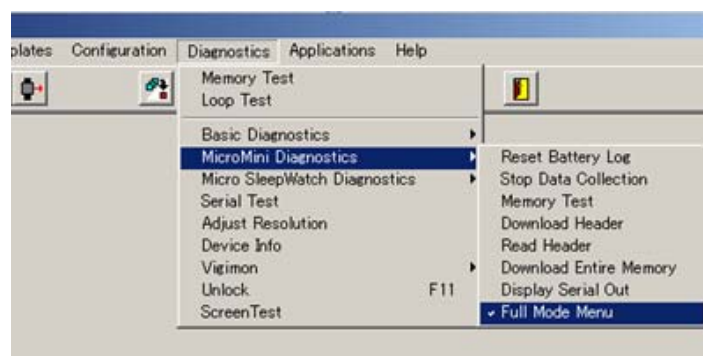 plates Configuration Diagnostics Applications Help
Memory Test
Loop Test
Basic Diagnostics
MicroMini Diagnostics
Micro SleepWatch Diagnostics
Serial Test
Adjust Resolution
Device Info
Vigimon
Unlock F11
ScreenTest
Reset Battery Log
Stop Data Collection
Memory Test
Download Header
Read Header
Download Entire Memory
Display Serial Out
Full Mode Menu